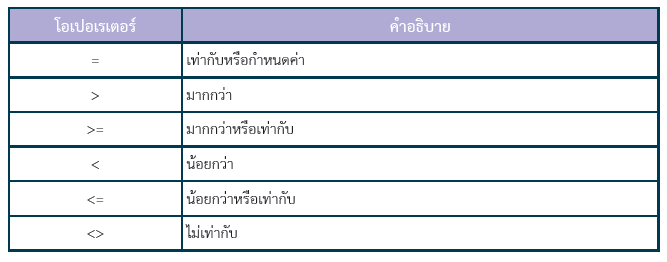 โอเปอเรเตอร์ คำอธิบาย
= เท่ากับหรือกำหนดค่า
> มากกว่า
>= มากกว่าหรือเท่ากับ
< น้อยกว่า
<= น้อยกว่าหรือเท่ากับ
<> ไม่เท่ากับ